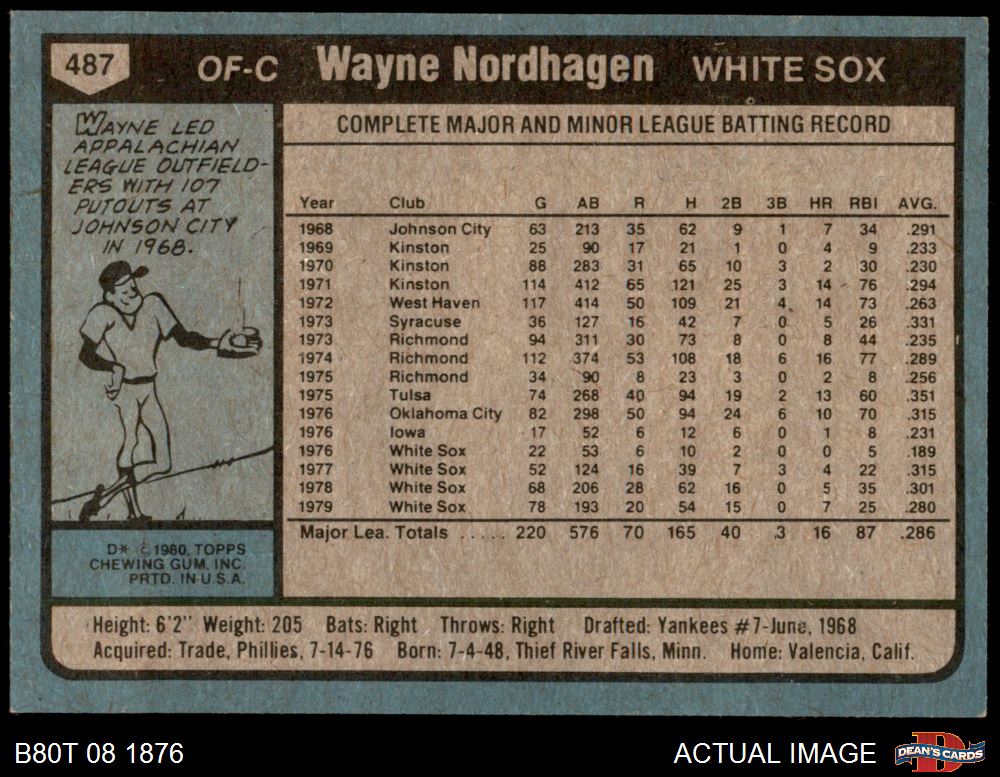 487 OF-C Wayne Nordhagen WHITE SOX
WAYNE LED
APPALACHIAN
LEAGUE OUTFIELD-
ERS WITH 107
PUTOUTS AT
JOHNSON CITY
IN 1968.
D* © 1980, TOPPS
CHEWING GUM, INC.
PRTD. IN U.S.A.
COMPLETE MAJOR AND MINOR LEAGUE BATTING RECORD
Year Club G AB R H 2B 3B HR RBI AVG.
1968 Johnson City 63 213 35 62 9 1 7 34 .291
1969 Kinston 25 90 17 21 1 0 4 9 .233
1970 Kinston 88 283 31 65 10 3 2 30 .230
1971 Kinston 114 412 65 121 25 3 14 76 .294
1972 West Haven 117 414 50 109 21 4 14 73 .263
1973 Syracuse 36 127 16 42 7 0 5 26 .331
1973 Richmond 94 311 30 73 8 0 8 44 .235
1974 Richmond 112 374 53 108 18 6 16 77 .289
1975 Richmond 34 90 8 23 3 0 2 8 .256
1975 Tulsa 74 268 40 94 19 2 13 60 .351
1976 Oklahoma City 82 298 50 94 24 6 10 70 .315
1976 Iowa 17 52 6 12 6 0 1 8 .231
1976 White Sox 22 53 6 10 2 0 0 5 .189
1977 White Sox 52 124 16 39 7 3 4 22 .315
1978 White Sox 68 206 28 62 16 0 5 35 .301
1979 White Sox 78 193 20 54 15 0 7 25 .280
Major Lea. Totals ..... 220 576 70 165 40 3 16 87 .286
Height: 6'2" Weight: 205 Bats: Right Throws: Right Drafted: Yankees #7-June, 1968
Acquired: Trade, Phillies, 7-14-76 Born: 7-4-48, Thief River Falls, Minn. Home: Valencia, Calif.
B80T 08 1876 ACTUAL IMAGE D DEAN'S CARDS